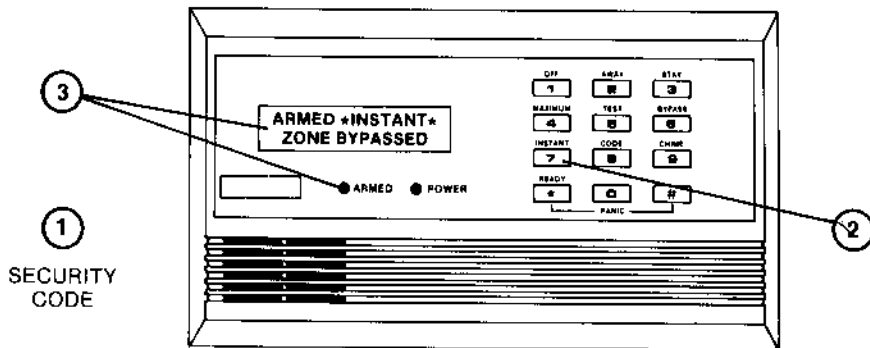 3
ARMED *INSTANT*
ZONE BYPASSED
ARMED
POWER
OFF
AWAY
STAY
1
2
3
MAXIMUM
TEST
BYPASS
4
5
6
INSTANT
CODE
CHIME
7
8
9
READY
*
0
#
PANIC
1
SECURITY
CODE
2